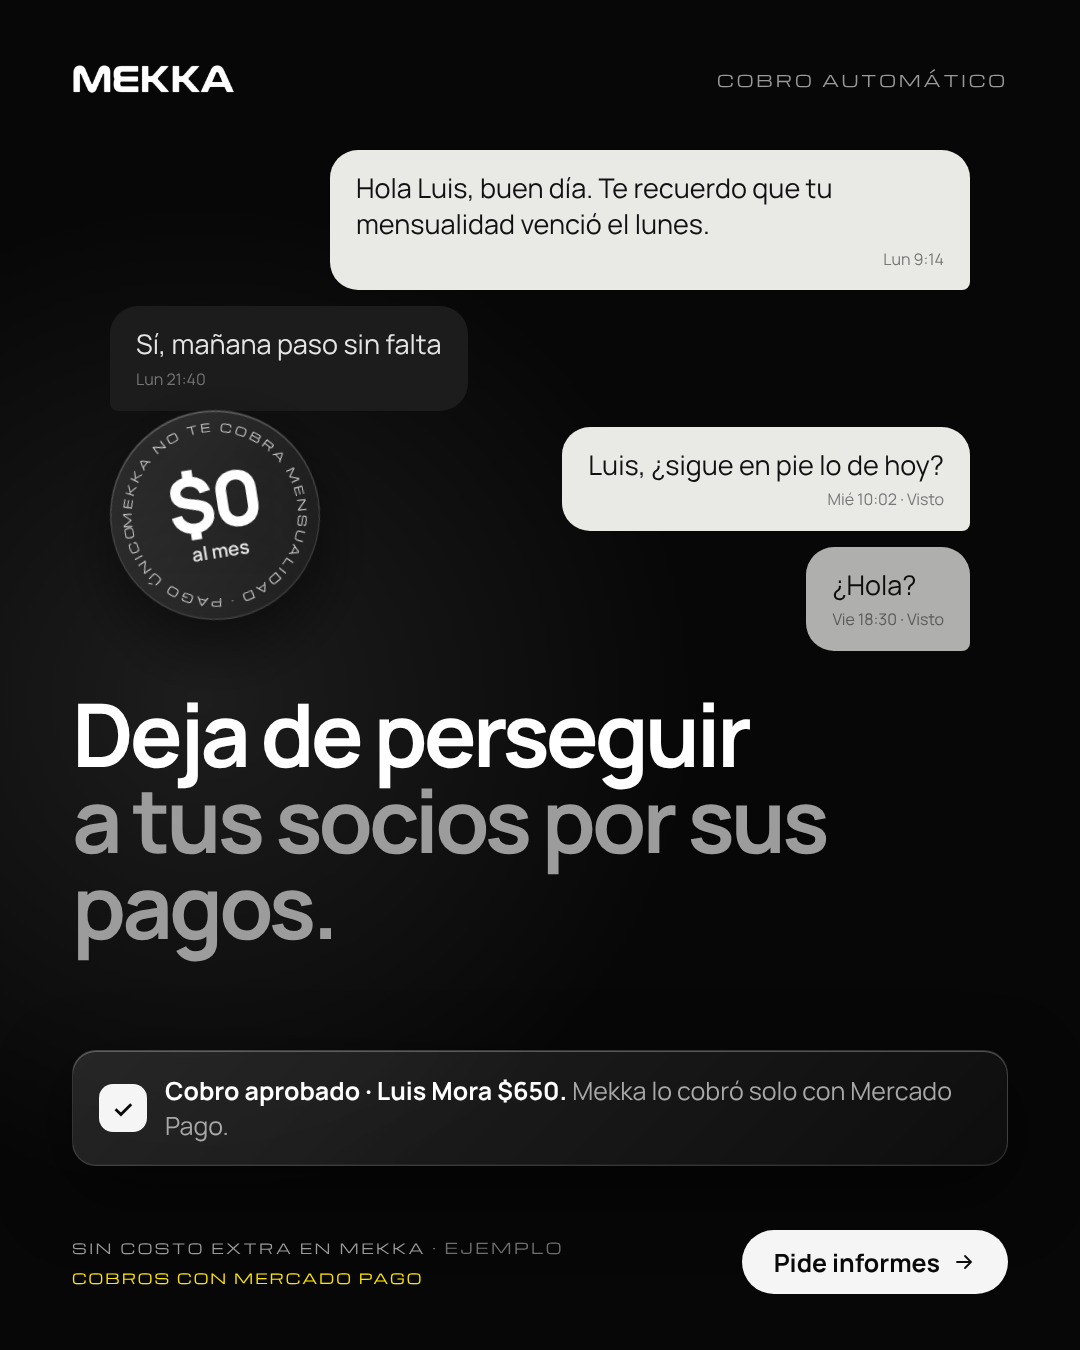 MEKKA
COBRO AUTOMÁTICO
Hola Luis, buen día. Te recuerdo que tu
mensualidad venció el lunes.
Lun 9:14
Sí, mañana paso sin falta
Lun 21:40
MEKKA NO TE COBRA MENSUALIDAD · PAGO ÚNICO
$0
al mes
Luis, ¿sigue en pie lo de hoy?
Mié 10:02 · Visto
¿Hola?
Vie 18:30 · Visto
Deja de perseguir
a tus socios por sus
pagos.
Cobro aprobado · Luis Mora $650. Mekka lo cobró solo con Mercado
Pago.
SIN COSTO EXTRA EN MEKKA · EJEMPLO
COBROS CON MERCADO PAGO
Pide informes →